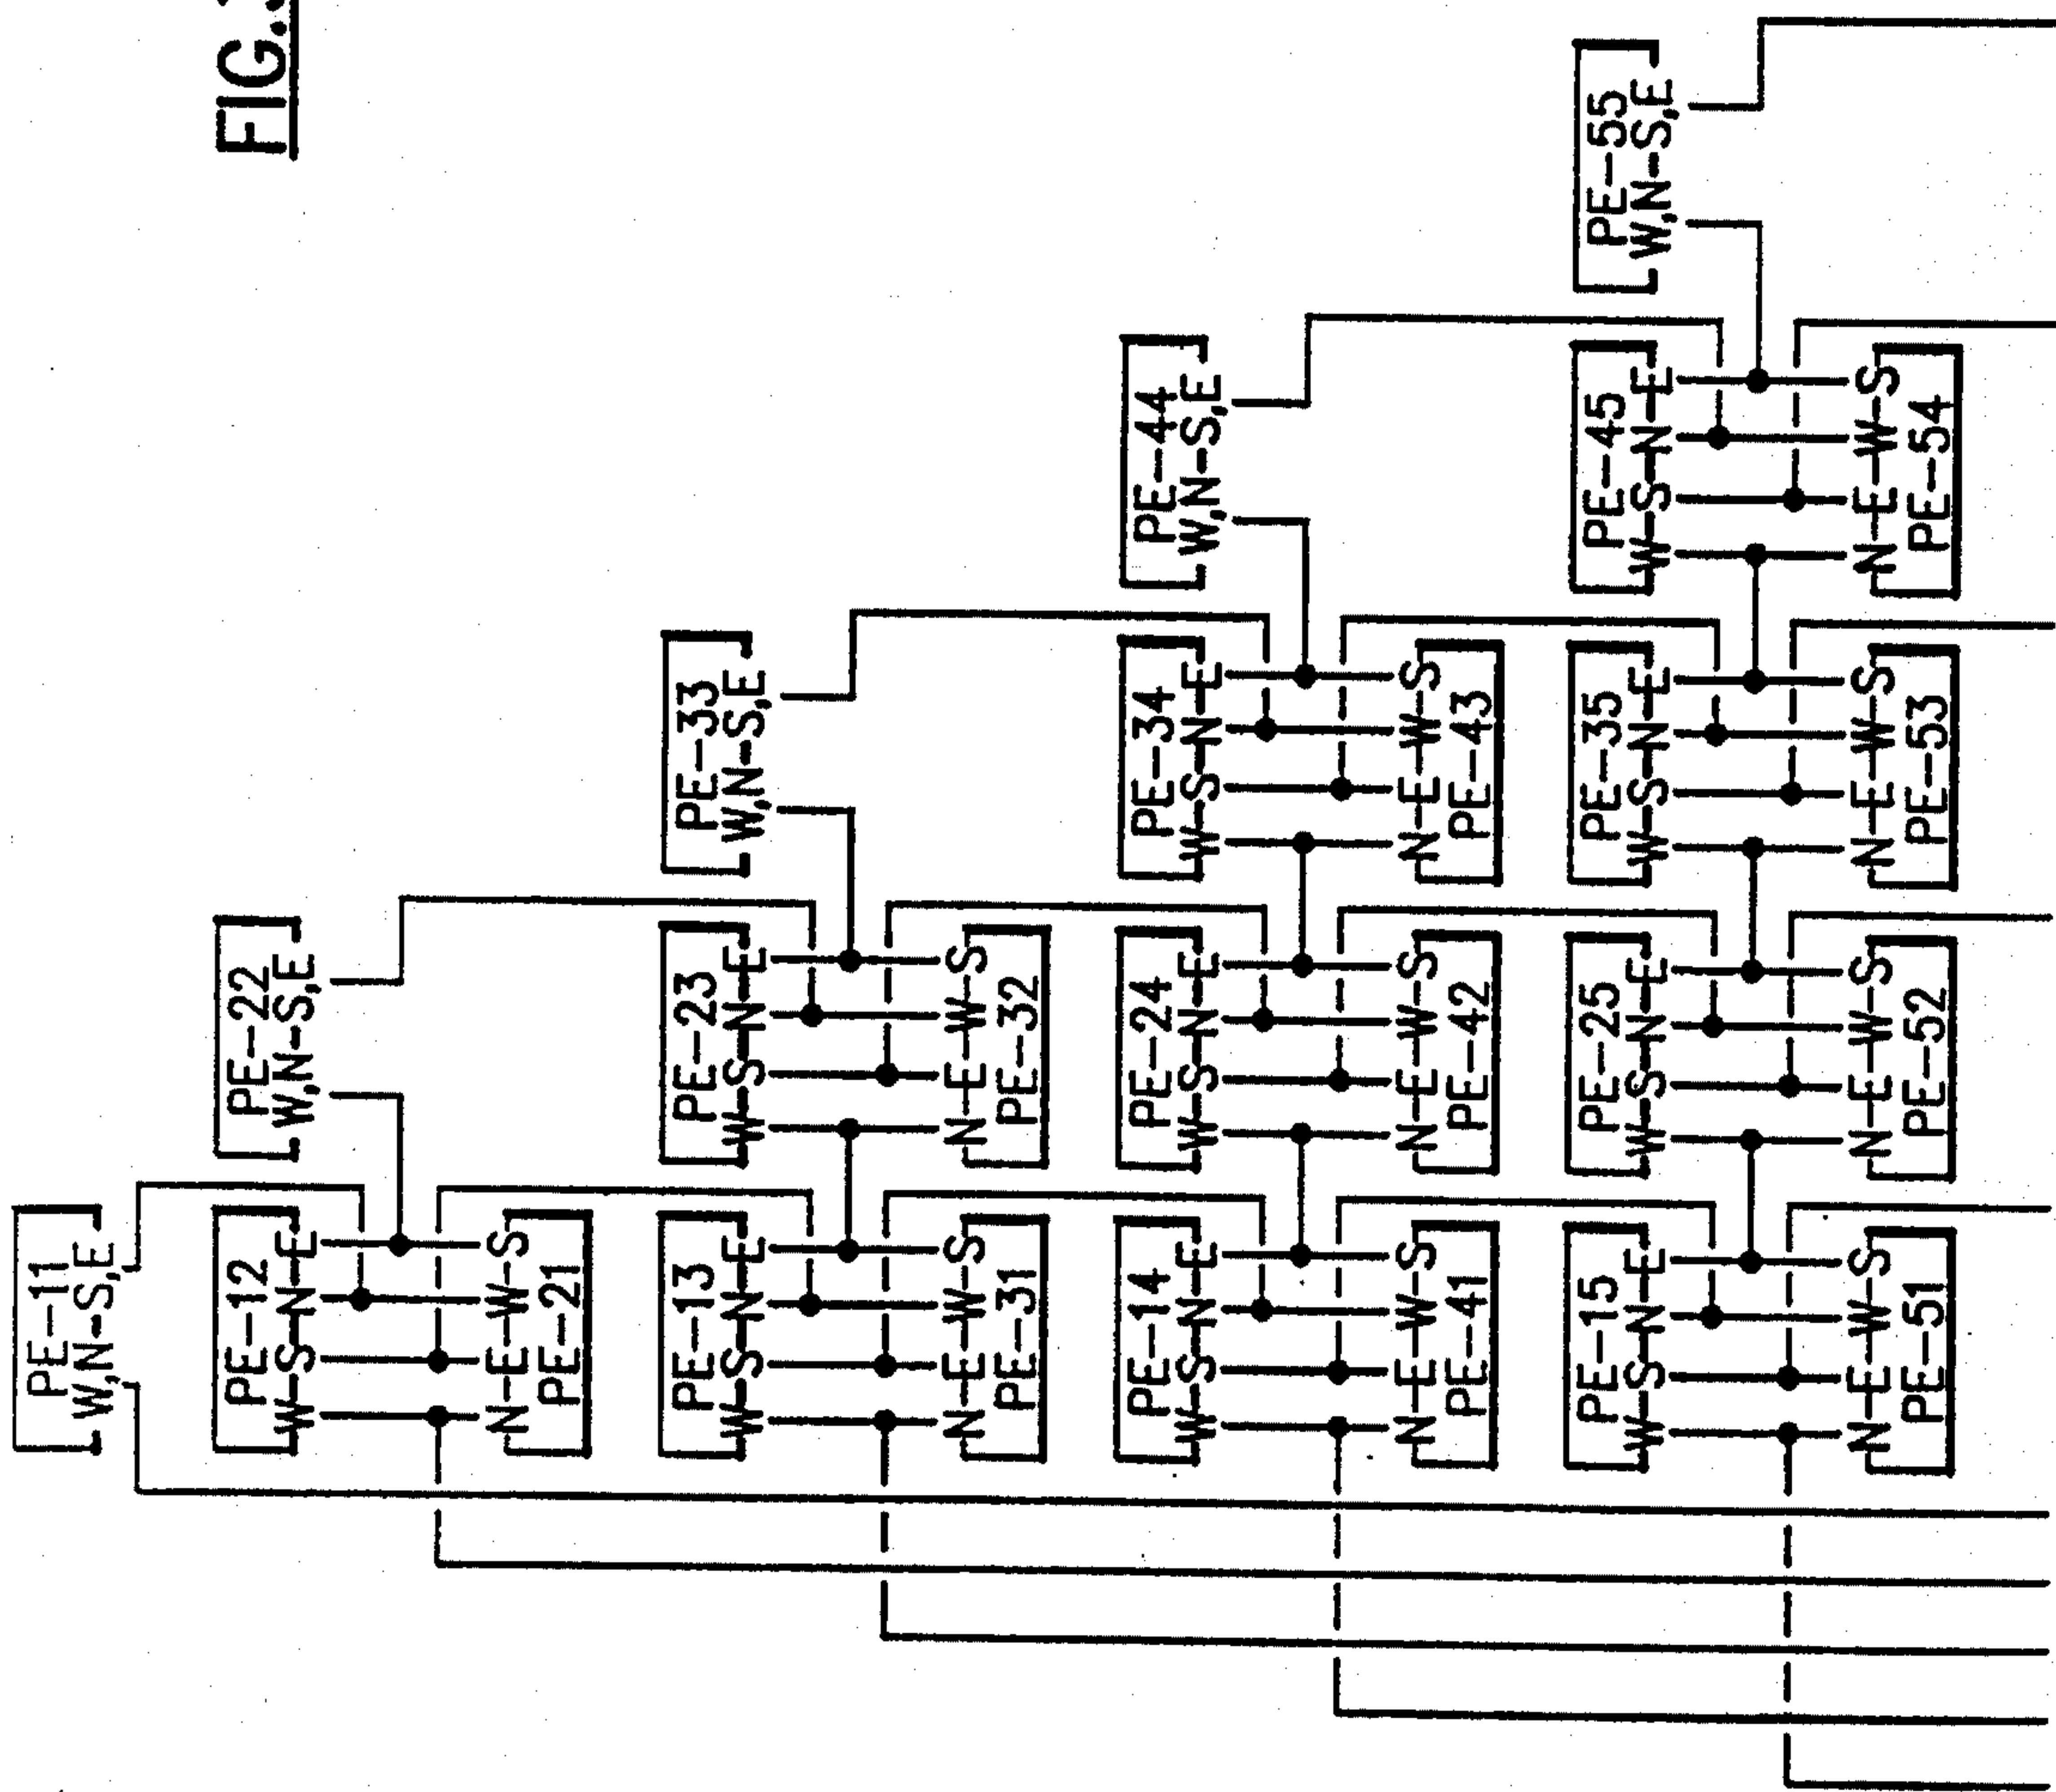 FIG.
PE-11
W,N-S,E
PE-12
W-S-N-E
N-E-W-S
PE-21
PE-22
W,N-S,E
PE-13
W-S-N-E
N-E-W-S
PE-31
PE-23
W-S-N-E
N-E-W-S
PE-32
PE-33
W,N-S,E
PE-14
W-S-N-E
N-E-W-S
PE-41
PE-24
W-S-N-E
N-E-W-S
PE-42
PE-34
W-S-N-E
N-E-W-S
PE-43
PE-44
W,N-S,E
PE-15
W-S-N-E
N-E-W-S
PE-51
PE-25
W-S-N-E
N-E-W-S
PE-52
PE-35
W-S-N-E
N-E-W-S
PE-53
PE-45
W-S-N-E
N-E-W-S
PE-54
PE-55
W,N-S,E